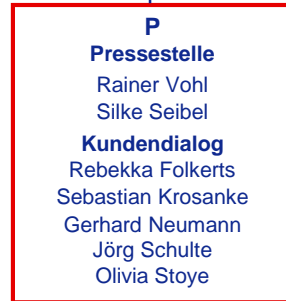 P
Pressestelle
Rainer Vohl
Silke Seibel
Kundendialog
Rebekka Folkerts
Sebastian Krosanke
Gerhard Neumann
Jörg Schulte
Olivia Stoye